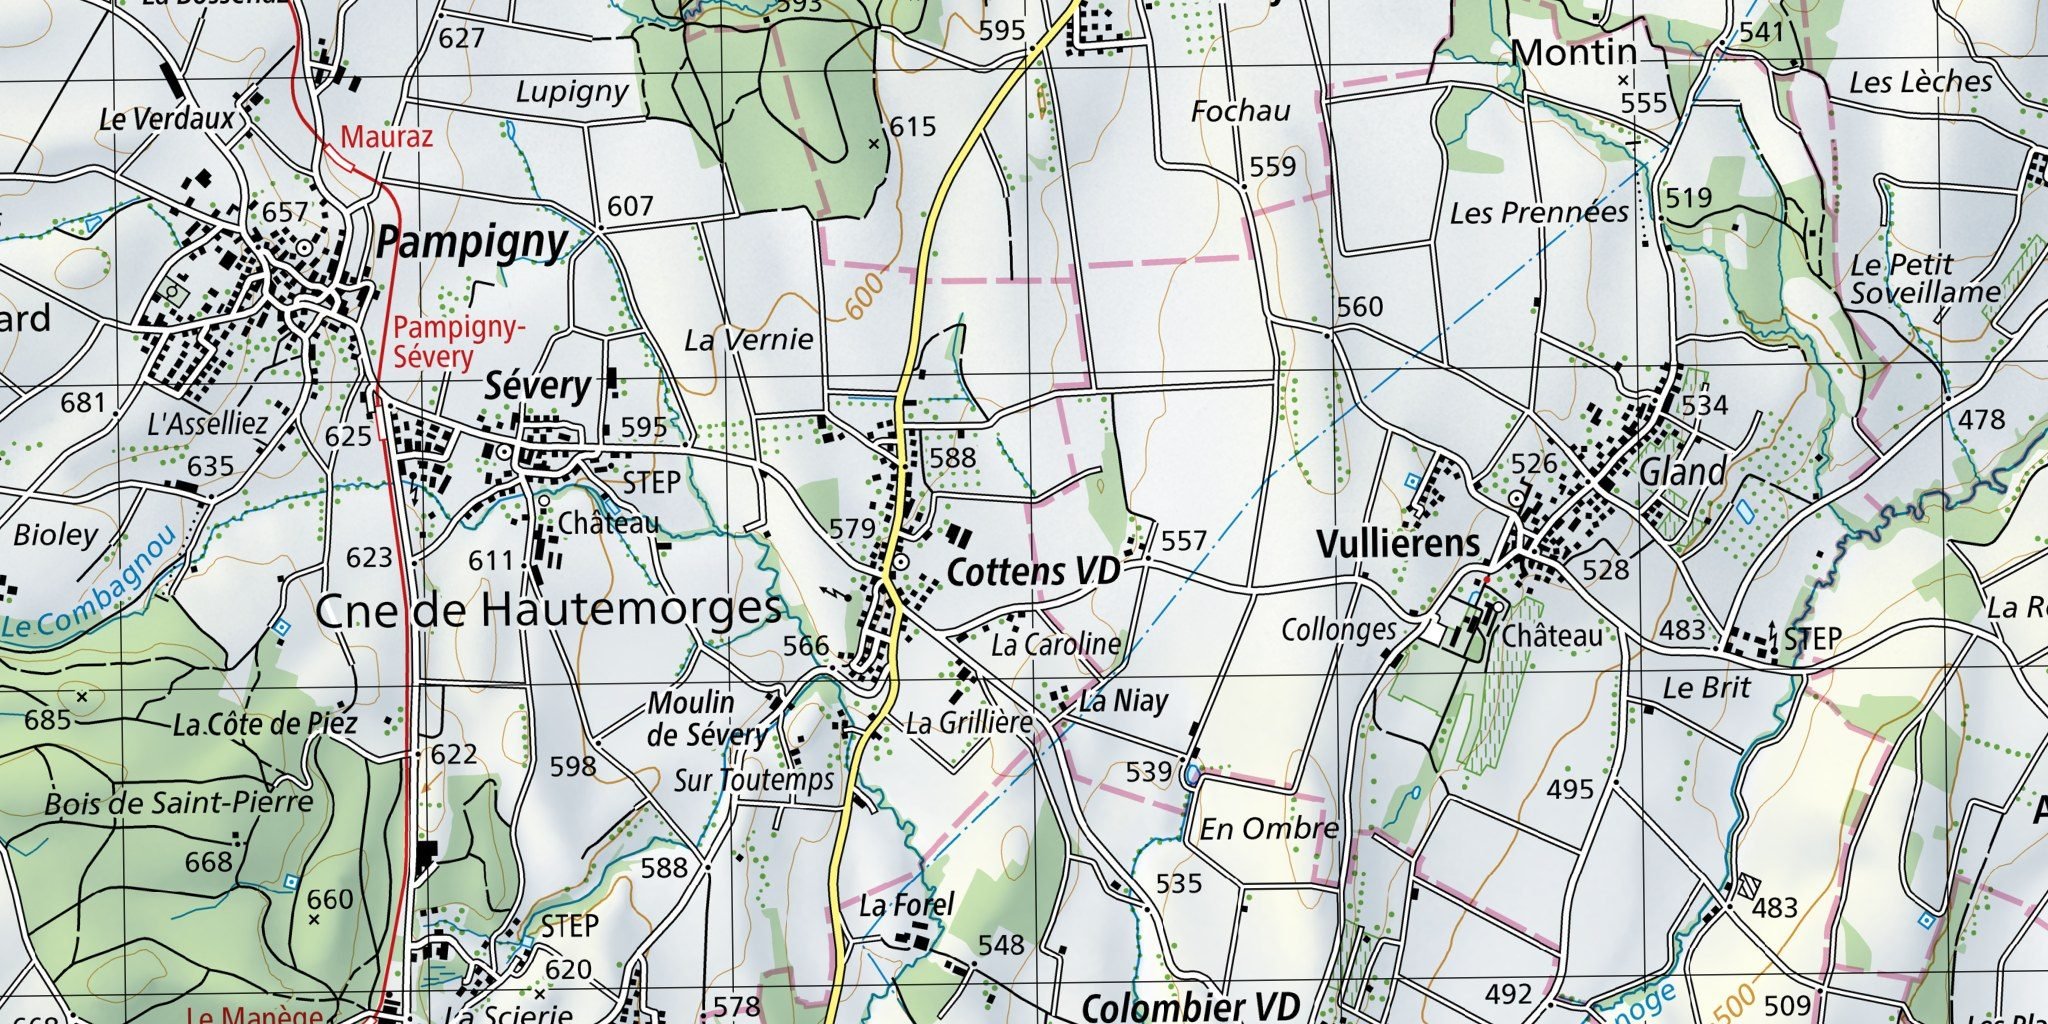 593
627
595
541
Montin
Lupigny
Les Lèches
Fochau
555
Le Verdaux
Mauraz
615
559
519
657
607
Les Prennées
Pampigny
Le Petit
Soveillame
600
560
Pampigny-
Sévery
La Vernie
Sévery
681
L'Asselliez
625
595
534
478
588
526
Gland
635
STEP
Château
579
557
Bioley
Vullierens
623
611
Cottens VD
528
Le Combagnou
Cne de Hautemorges
Collonges
Château
483
STEP
566
La Caroline
Le Brit
Moulin
de Sévery
La Niay
685
La Côte de Piez
La Grillière
622
598
Sur Toutemps
539
495
Bois de Saint-Pierre
En Ombre
668
588
535
660
La Forel
483
STEP
548
620
492
500
509
578
Colombier VD
La Scierie
Le Manège
668